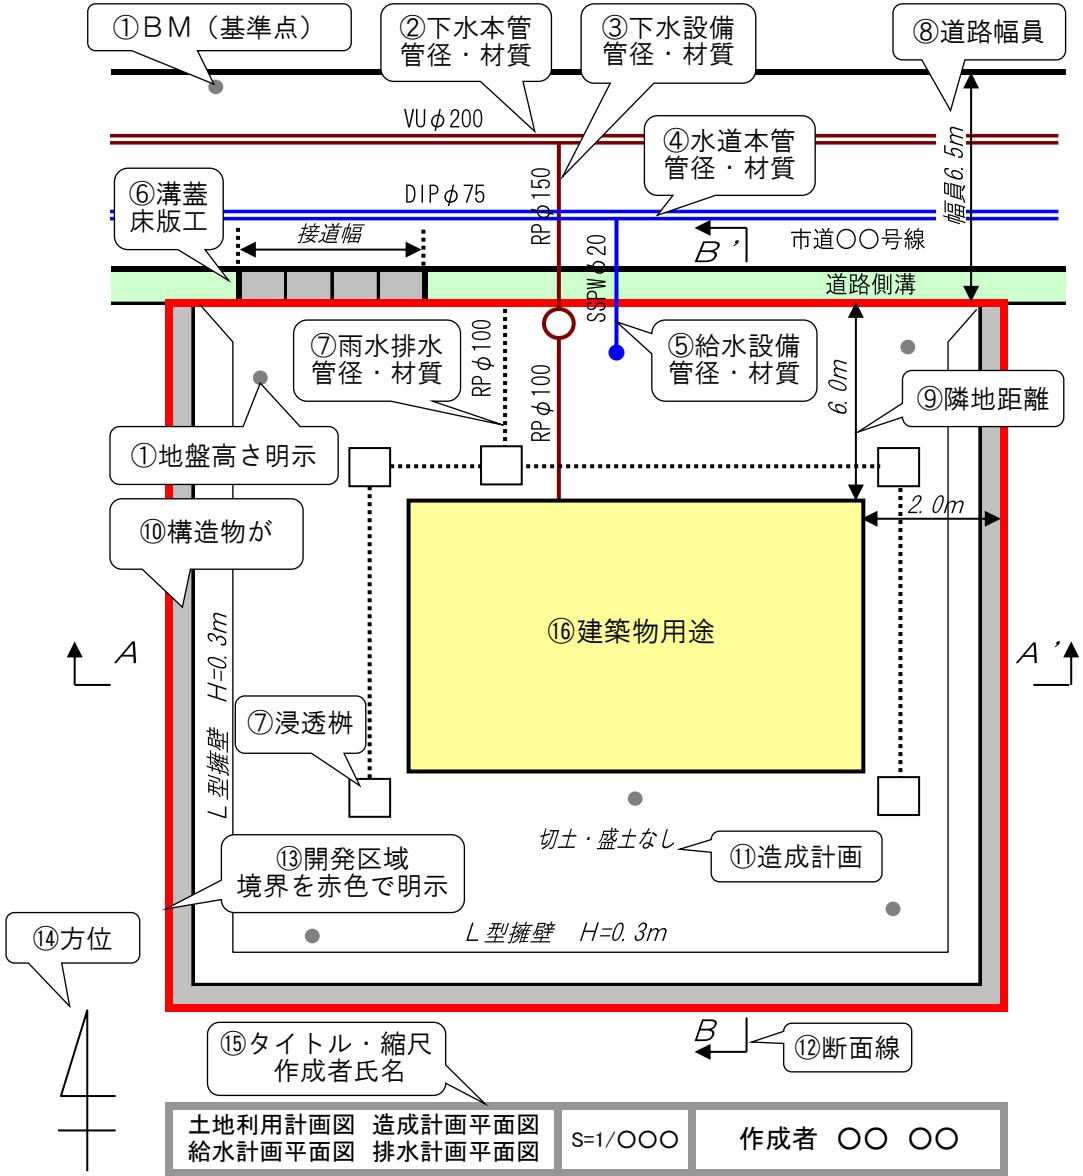 ①BM（基準点）
②下水本管
管径・材質
③下水設備
管径・材質
⑧道路幅員
VUφ200
④水道本管
管径・材質
幅員6.5m
⑥溝蓋
床版工
DIPφ75
RPφ150
接道幅
SSPWφ20
B'
市道〇〇号線
道路側溝
⑦雨水排水
管径・材質
RPφ100
RPφ100
⑤給水設備
管径・材質
6.0m
⑨隣地距離
①地盤高さ明示
⑩構造物が
2.0m
⑯建築物用途
A
A'
L型擁壁 H=0.3m
⑦浸透桝
切土・盛土なし
⑪造成計画
⑬開発区域
境界を赤色で明示
L型擁壁 H=0.3m
⑭方位
B
⑫断面線
⑮タイトル・縮尺
作成者氏名
土地利用計画図 造成計画平面図
給水計画平面図 排水計画平面図
S=1/〇〇〇
作成者 〇〇 〇〇